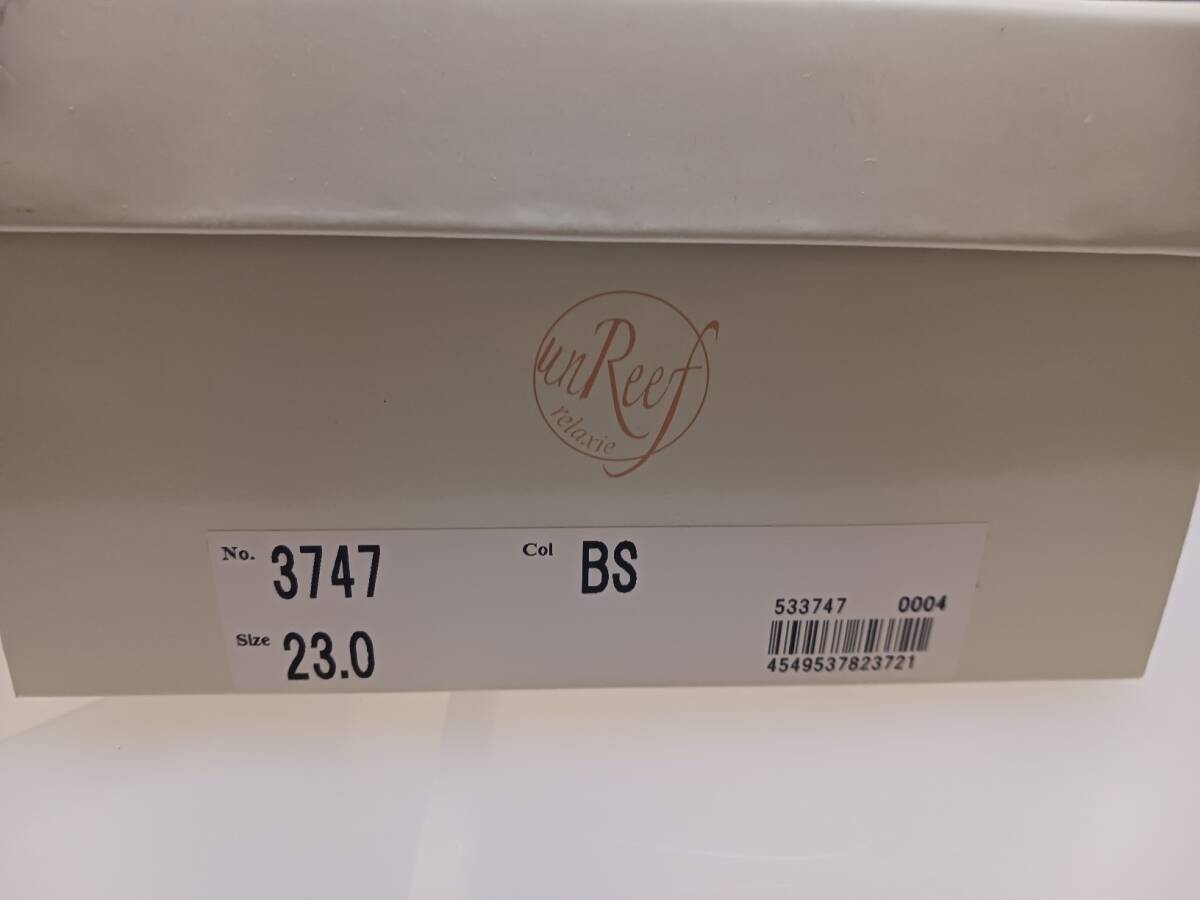 unReef
relaxie
No. 3747 Col BS
Size 23.0
533747 0004
4549537823721